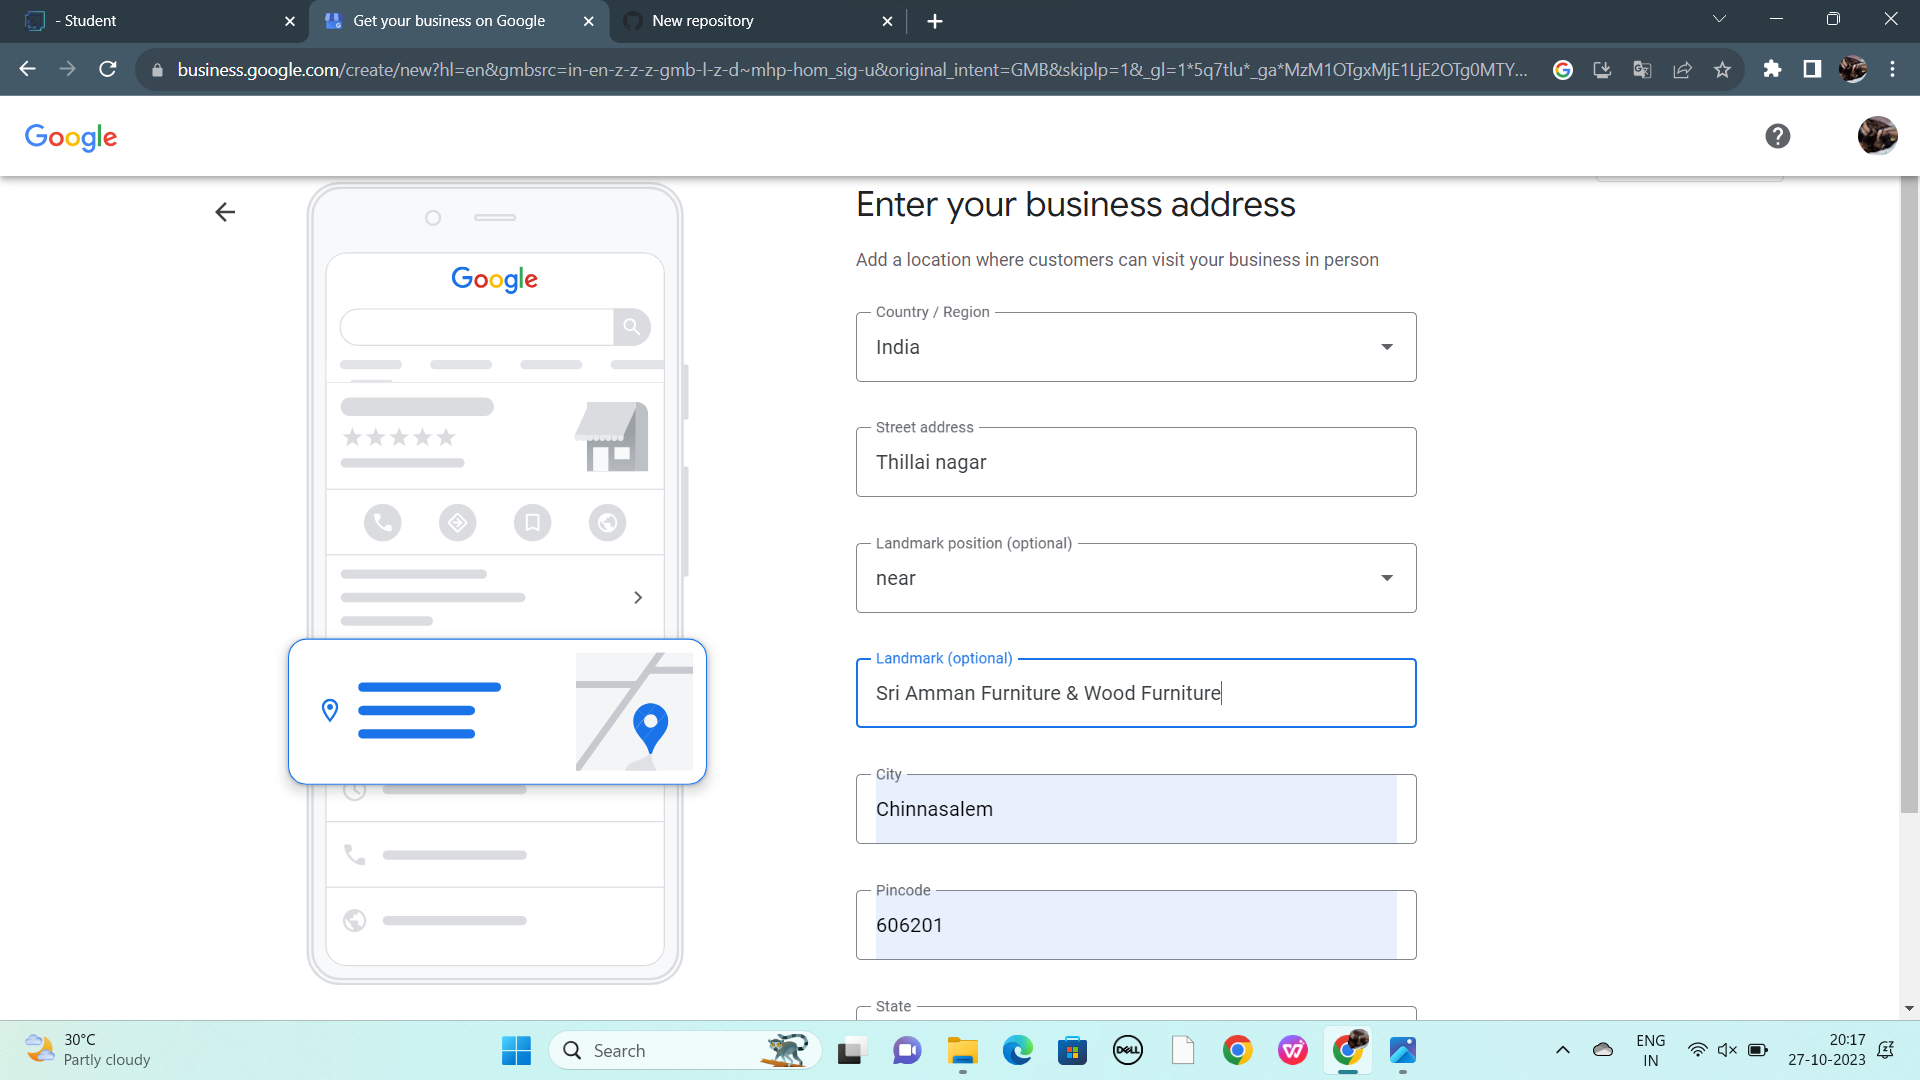 - Student
Get your business on Google
New repository
business.google.com/create/new?hl=en&gmbsrc=in-en-z-z-z-gmb-l-z-d~mhp-hom_sig-u&original_intent=GMB&skiplp=1&_gl=1*5q7tlu*_ga*MzM1OTgxMjE1LjE2OTg0MTY...
Google
Enter your business address
Add a location where customers can visit your business in person
Google
Country / Region
India
Street address
Thillai nagar
Landmark position (optional)
near
Landmark (optional)
Sri Amman Furniture & Wood Furniture
City
Chinnasalem
Pincode
606201
State
30°C
Partly cloudy
Search
DELL
ENG
IN
20:17
27-10-2023